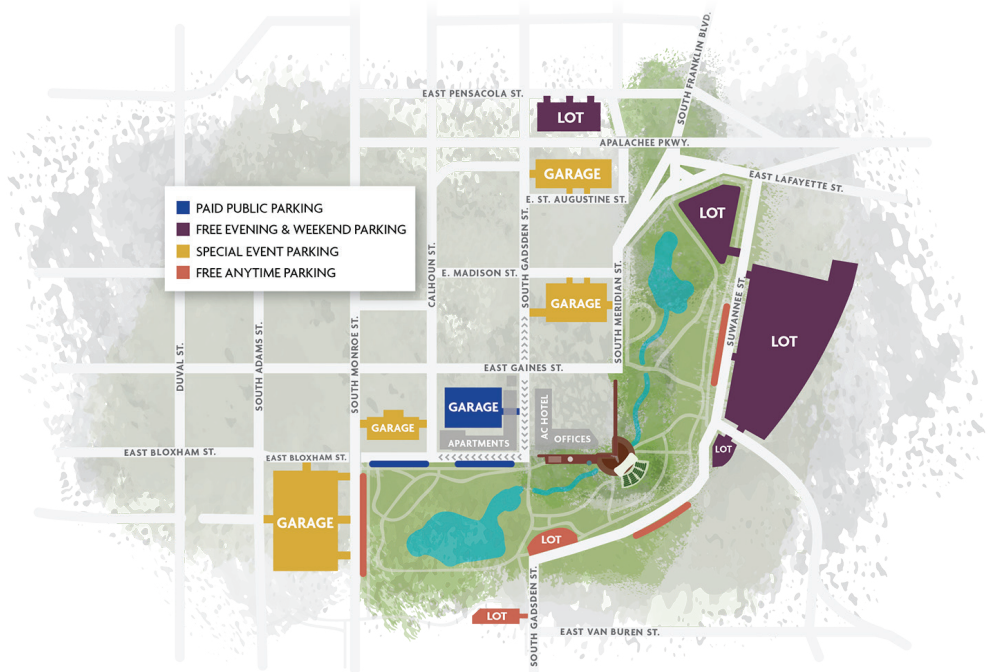 SOUTH FRANKLIN BLVD.
EAST PENSACOLA ST.
LOT
APALACHEE PKWY.
GARAGE
EAST LAFAYETTE ST.
E. ST. AUGUSTINE ST.
PAID PUBLIC PARKING
FREE EVENING & WEEKEND PARKING
SPECIAL EVENT PARKING
FREE ANYTIME PARKING
LOT
SOUTH GADSDEN ST.
CALHOUN ST.
E. MADISON ST.
SOUTH MERIDIAN ST.
GARAGE
SUWANNEE ST.
LOT
DUVAL ST.
SOUTH ADAMS ST.
SOUTH MONROE ST.
EAST GAINES ST.
GARAGE
AC HOTEL
GARAGE
APARTMENTS
OFFICES
LOT
EAST BLOXHAM ST.
EAST BLOXHAM ST.
GARAGE
LOT
SOUTH GADSDEN ST.
LOT
EAST VAN BUREN ST.